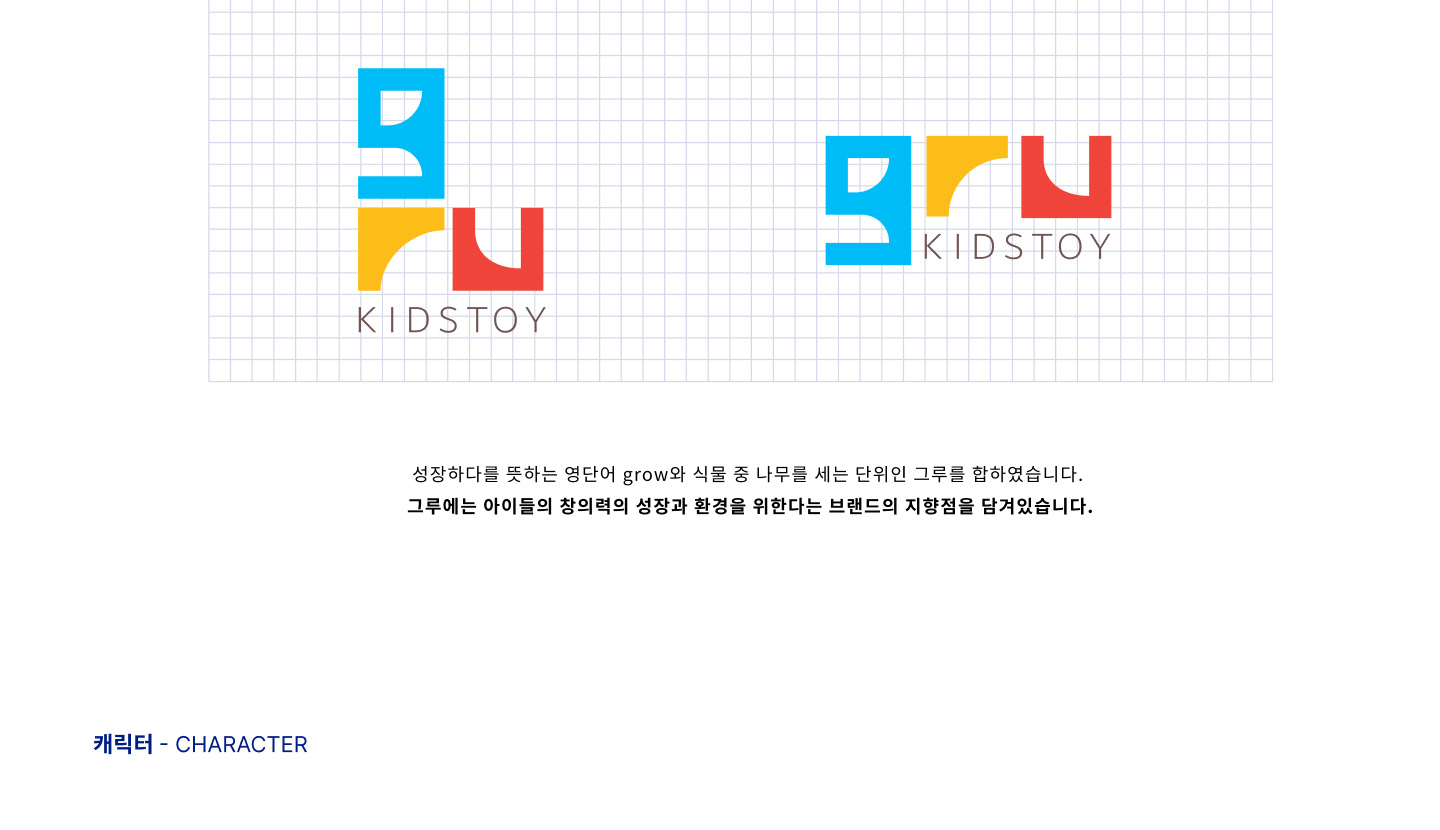 g
ru
KIDSTOY
gru
KIDSTOY
성장하다를 뜻하는 영단어 grow와 식물 중 나무를 세는 단위인 그루를 합하였습니다.
그루에는 아이들의 창의력의 성장과 환경을 위한다는 브랜드의 지향점을 담겨있습니다.
캐릭터 - CHARACTER